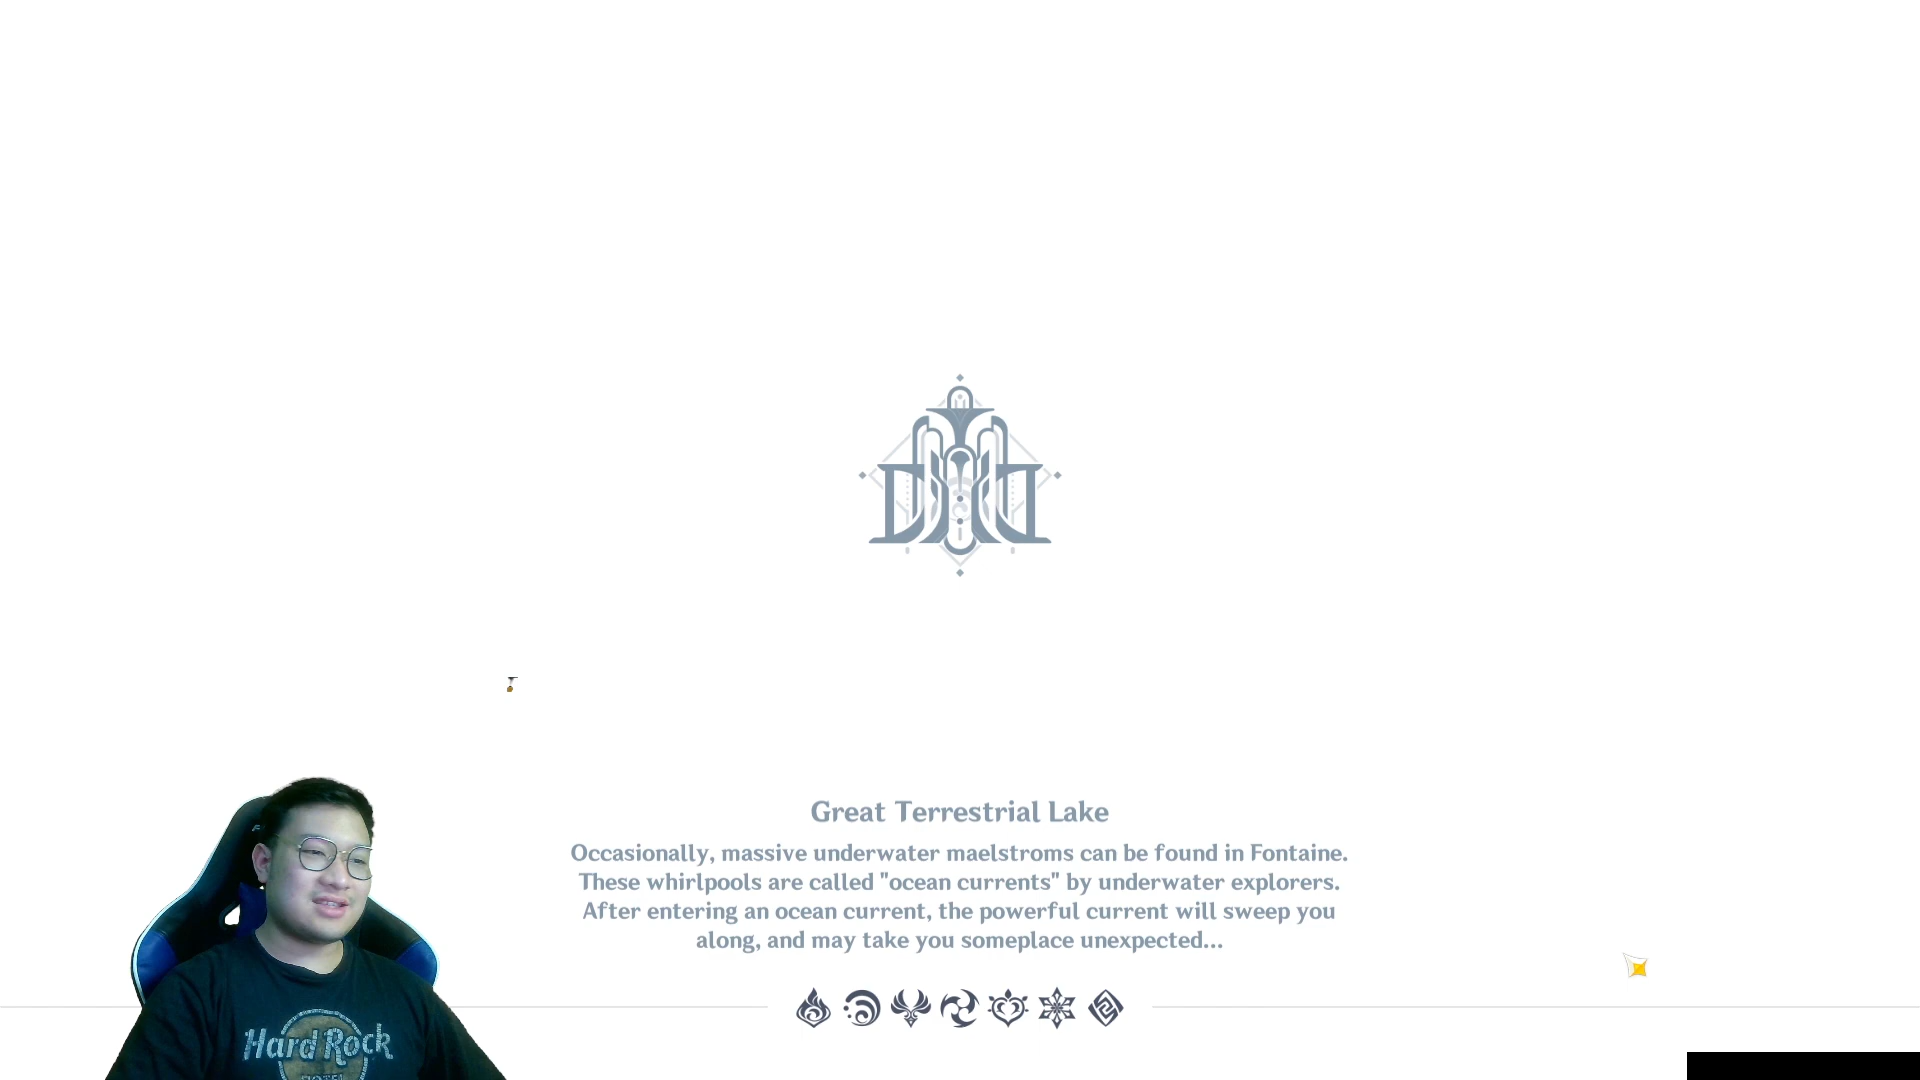 Great Terrestrial Lake
Occasionally, massive underwater maelstroms can be found in Fontaine.
These whirlpools are called "ocean currents" by underwater explorers.
After entering an ocean current, the powerful current will sweep you
along, and may take you someplace unexpected...
Hard Rock
HOTEL